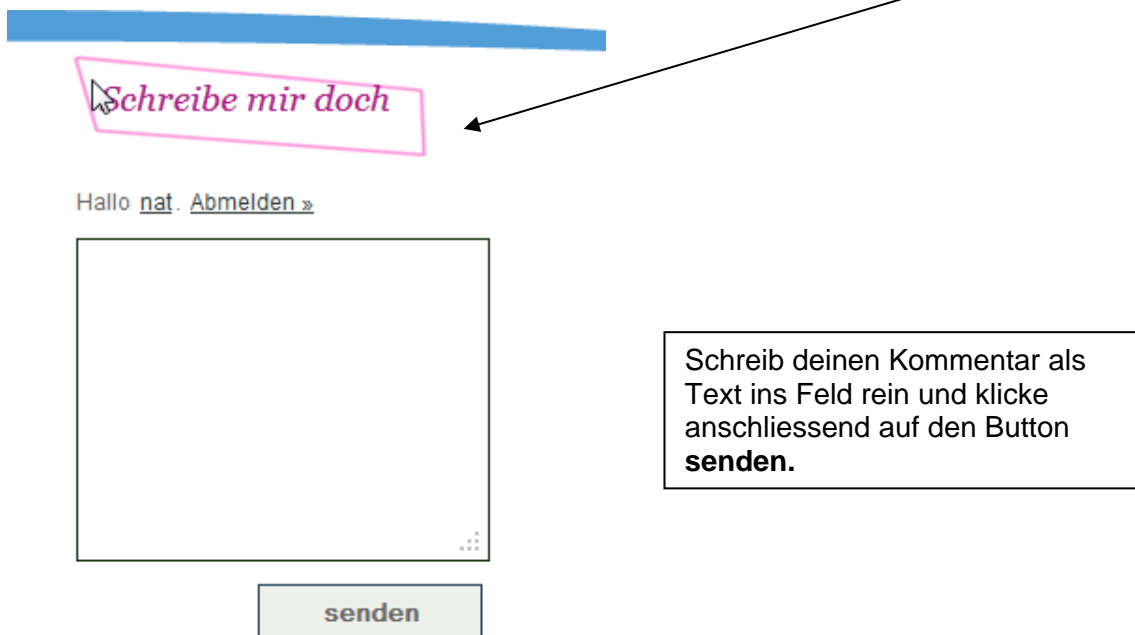 Schreibe mir doch
Hallo nat. Abmelden »
Schreib deinen Kommentar als
Text ins Feld rein und klicke
anschliessend auf den Button
senden.
senden